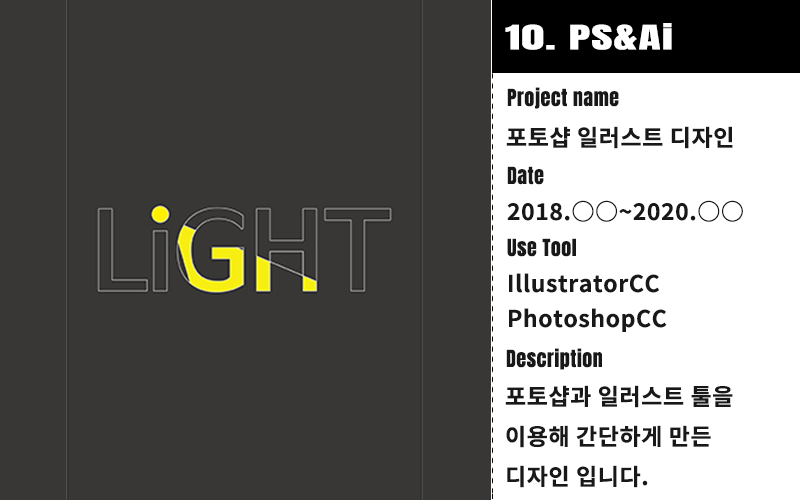 LiGHT
10. PS&Ai
Project name
포토샵 일러스트 디자인
Date
2018.○○~2020.○○
Use Tool
IllustratorCC
PhotoshopCC
Description
포토샵과 일러스트 툴을
이용해 간단하게 만든
디자인 입니다.